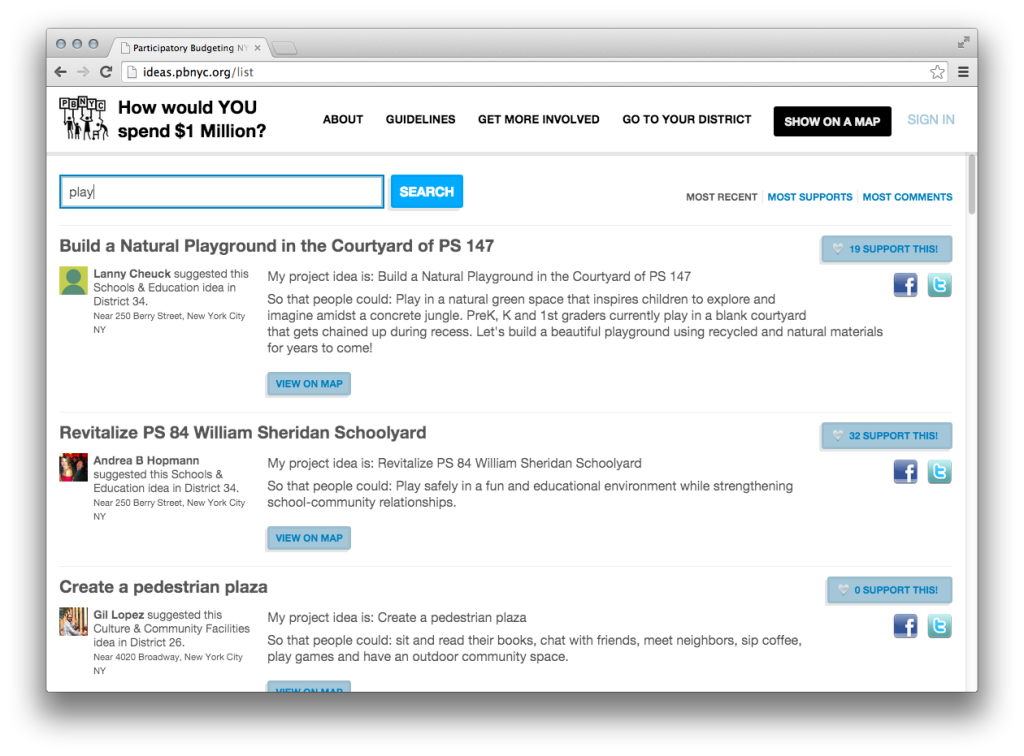 Participatory Budgeting NY
ideas.pbnyc.org/list
PBNYC
How would YOU
spend $1 Million?
ABOUT
GUIDELINES
GET MORE INVOLVED
GO TO YOUR DISTRICT
SHOW ON A MAP
SIGN IN
play
SEARCH
MOST RECENT
MOST SUPPORTS
MOST COMMENTS
Build a Natural Playground in the Courtyard of PS 147
19 SUPPORT THIS!
Lanny Cheuck suggested this
Schools & Education idea in
District 34.
Near 250 Berry Street, New York City
NY
My project idea is: Build a Natural Playground in the Courtyard of PS 147
So that people could: Play in a natural green space that inspires children to explore and
imagine amidst a concrete jungle. PreK, K and 1st graders currently play in a blank courtyard
that gets chained up during recess. Let's build a beautiful playground using recycled and natural materials
for years to come!
VIEW ON MAP
Revitalize PS 84 William Sheridan Schoolyard
32 SUPPORT THIS!
Andrea B Hopmann
suggested this Schools &
Education idea in District 34.
Near 250 Berry Street, New York City
NY
My project idea is: Revitalize PS 84 William Sheridan Schoolyard
So that people could: Play safely in a fun and educational environment while strengthening
school-community relationships.
VIEW ON MAP
Create a pedestrian plaza
0 SUPPORT THIS!
Gil Lopez suggested this
Culture & Community Facilities
idea in District 26.
Near 4020 Broadway, New York City
NY
My project idea is: Create a pedestrian plaza
So that people could: sit and read their books, chat with friends, meet neighbors, sip coffee,
play games and have an outdoor community space.
VIEW ON MAP